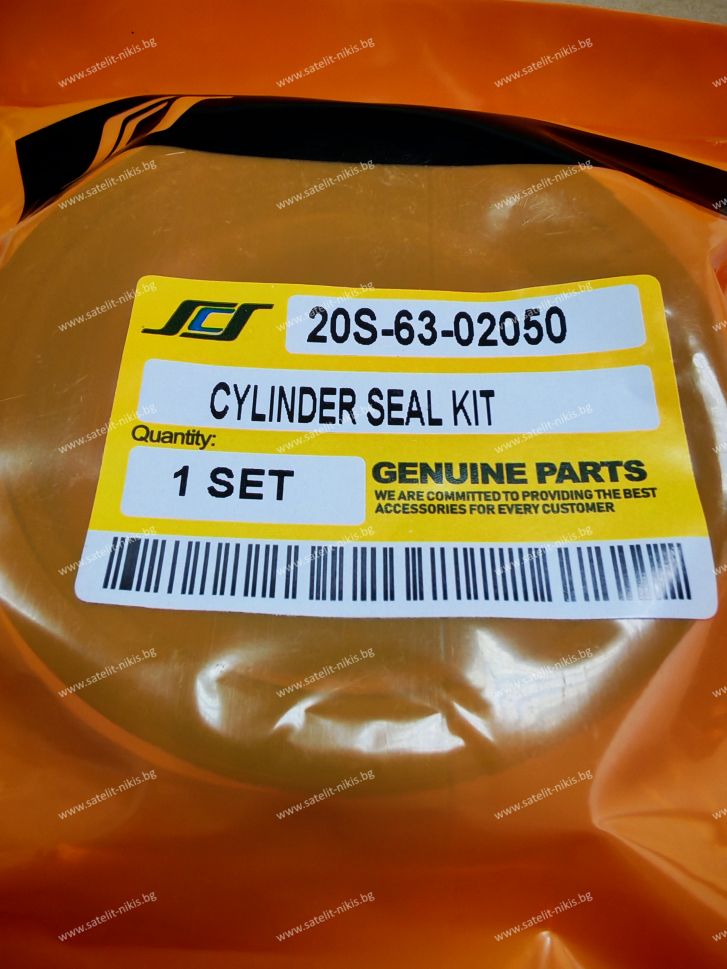 SCS
20S-63-02050
CYLINDER SEAL KIT
Quantity:
1 SET
GENUINE PARTS
WE ARE COMMITTED TO PROVIDING THE BEST
ACCESSORIES FOR EVERY CUSTOMER
www.satelit-nikis.bg